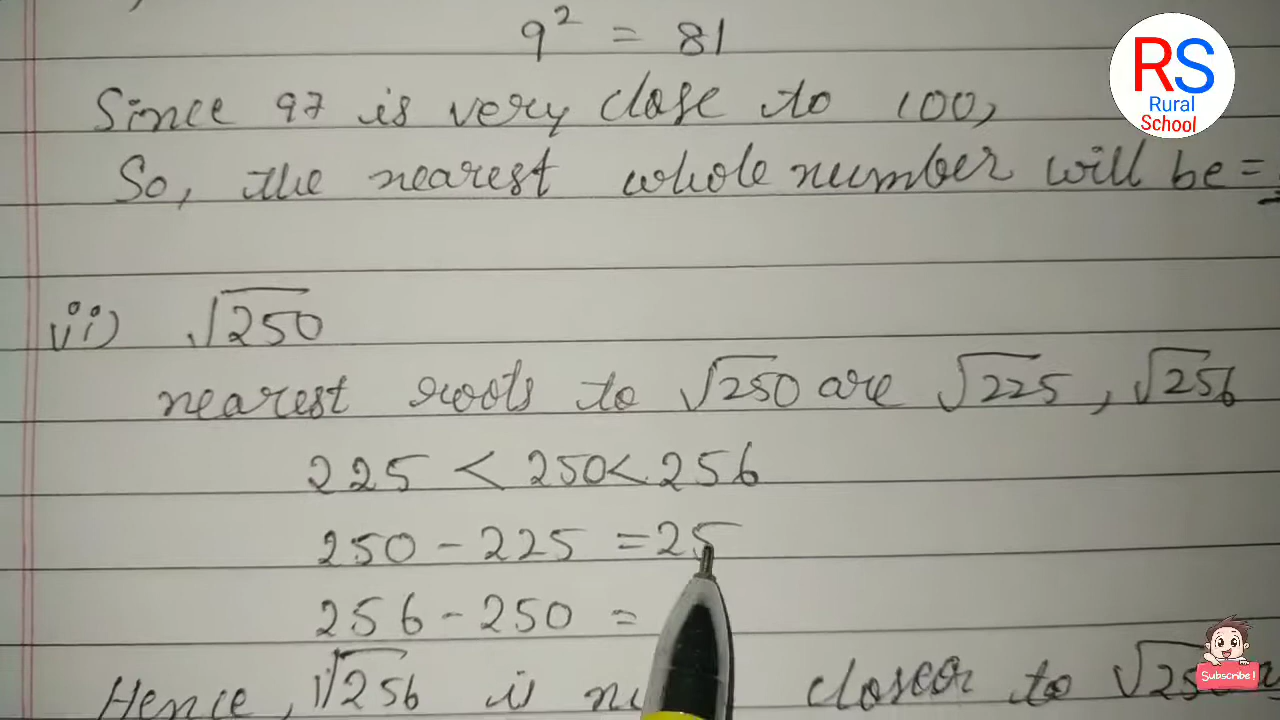 9² = 81
Since 97 is very close to 100,
So, the nearest whole number will be =
vii) √250
nearest roots to √250 are √225, √256
225 < 250 < 256
250 - 225 = 25
256 - 250 =
Hence, √256 is closer to
RS
Rural
School
Subscribe!